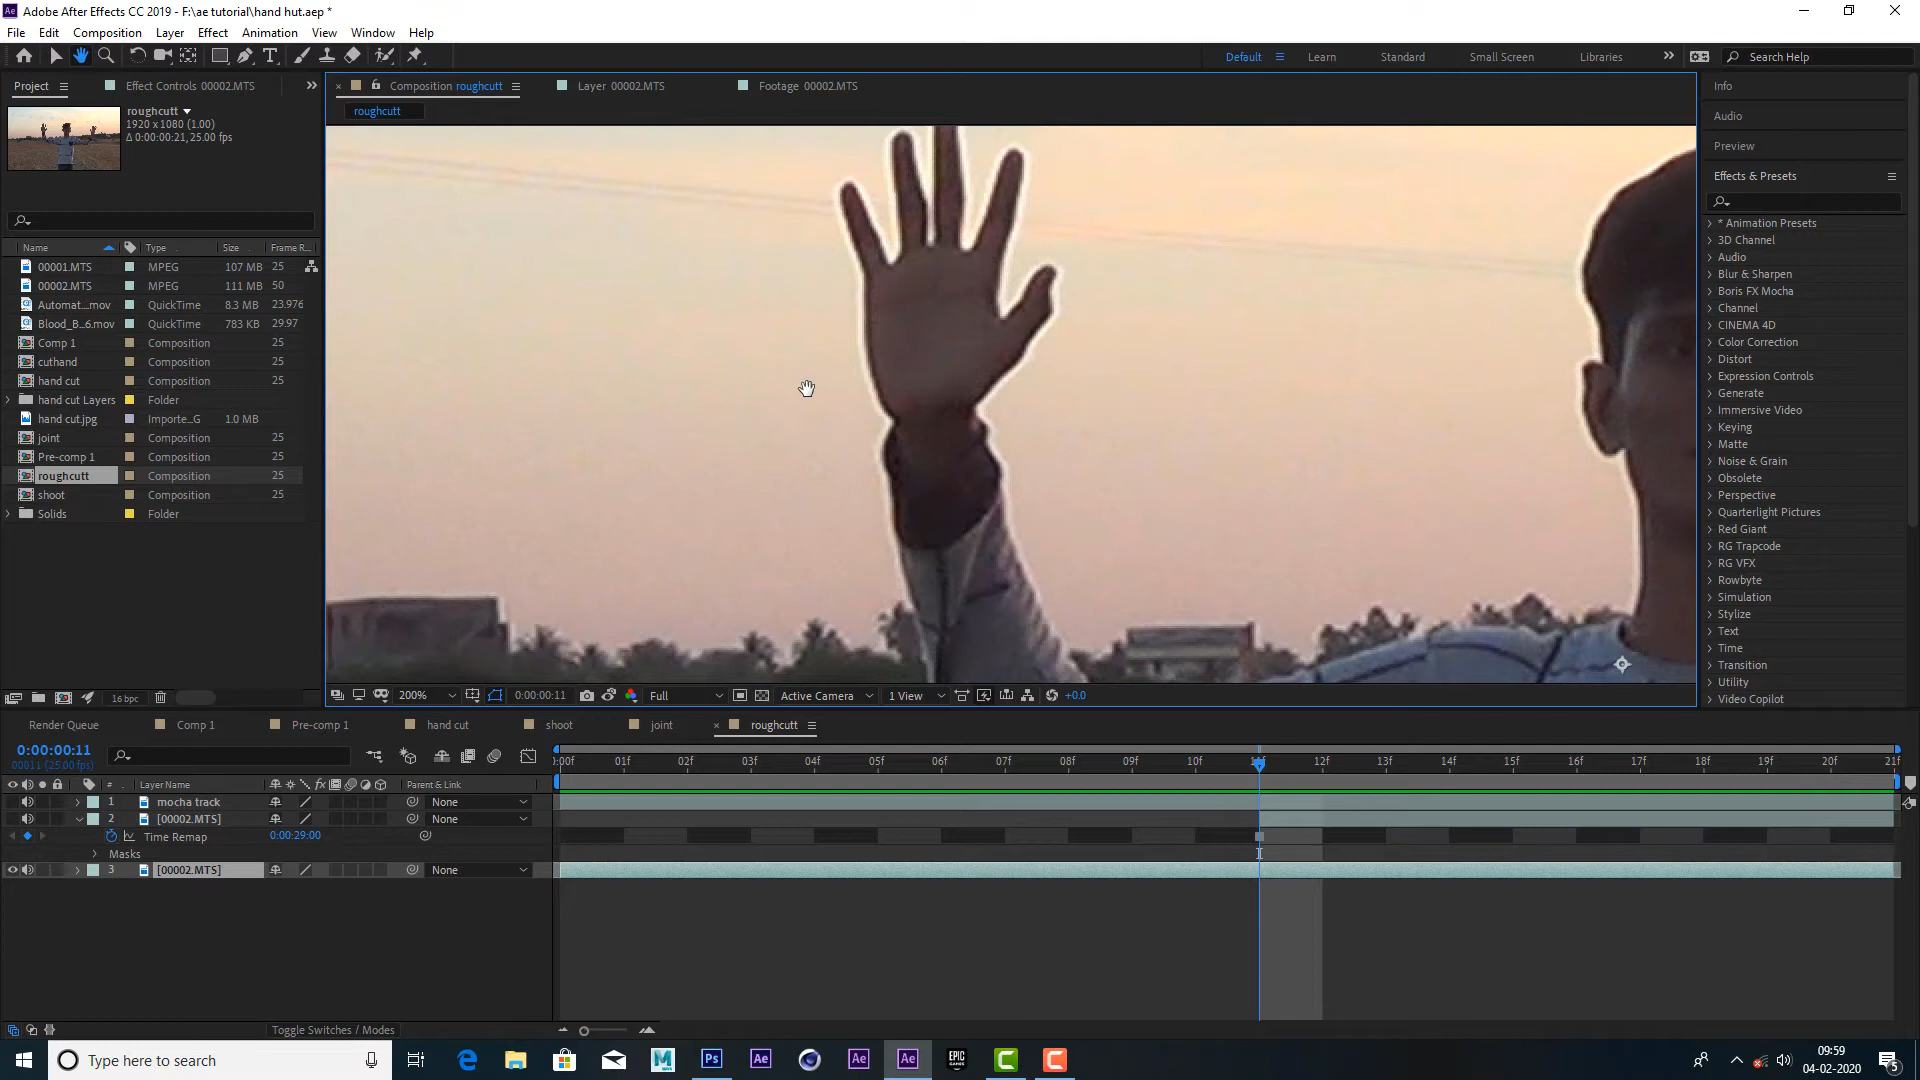 Adobe After Effects CC 2019 - F:\ae tutorial\hand hut.aep *
File Edit Composition Layer Effect Animation View Window Help
Default Learn Standard Small Screen Libraries Search Help
Project Effect Controls 00002.MTS
Composition roughcutt Layer 00002.MTS Footage 00002.MTS
roughcutt
roughcutt
1920 x 1080 (1.00)
Δ 0:00:00:21, 25.00 fps
Name Type Size Frame R...
00001.MTS MPEG 107 MB 25
00002.MTS MPEG 111 MB 50
Automat....mov QuickTime 8.3 MB 23.976
Blood_B...6.mov QuickTime 783 KB 29.97
Comp 1 Composition 25
cuthand Composition 25
hand cut Composition 25
hand cut Layers Folder
hand cut.jpg Importe...G 1.0 MB
joint Composition 25
Pre-comp 1 Composition 25
roughcutt Composition 25
shoot Composition 25
Solids Folder
16 bpc
200% 0:00:00:11 Full Active Camera 1 View +0.0
Info
Audio
Preview
Effects & Presets
* Animation Presets
3D Channel
Audio
Blur & Sharpen
Boris FX Mocha
Channel
CINEMA 4D
Color Correction
Distort
Expression Controls
Generate
Immersive Video
Keying
Matte
Noise & Grain
Obsolete
Perspective
Quarterlight Pictures
Red Giant
RG Trapcode
RG VFX
Rowbyte
Simulation
Stylize
Text
Time
Transition
Utility
Video Copilot
Render Queue Comp 1 Pre-comp 1 hand cut shoot joint roughcutt
0:00:00:11
00011 (25.00 fps)
:00f 01f 02f 03f 04f 05f 06f 07f 08f 09f 10f 12f 13f 14f 15f 16f 17f 18f 19f 20f 21f
# Layer Name Parent & Link
1 mocha track None
2 [00002.MTS] None
Time Remap 0:00:29:00
Masks
3 [00002.MTS] None
Toggle Switches / Modes
Type here to search
Ps Ae Ae Ae EPIC GAMES
09:59
04-02-2020
5